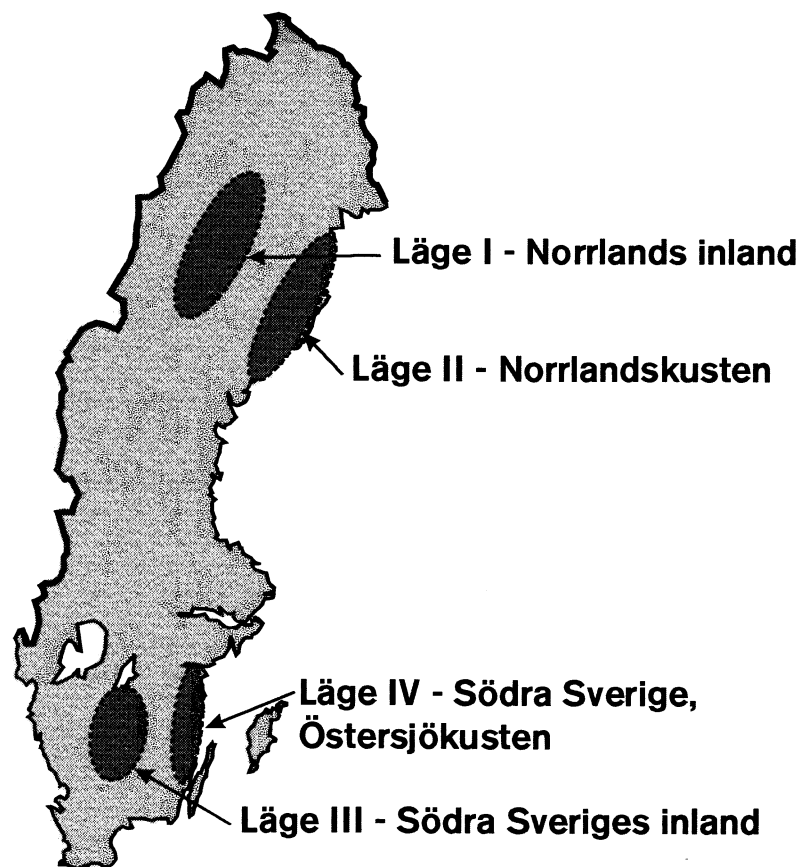 Läge I - Norrlands inland
Läge II - Norrlandskusten
Läge IV - Södra Sverige,
Östersjökusten
Läge III - Södra Sveriges inland